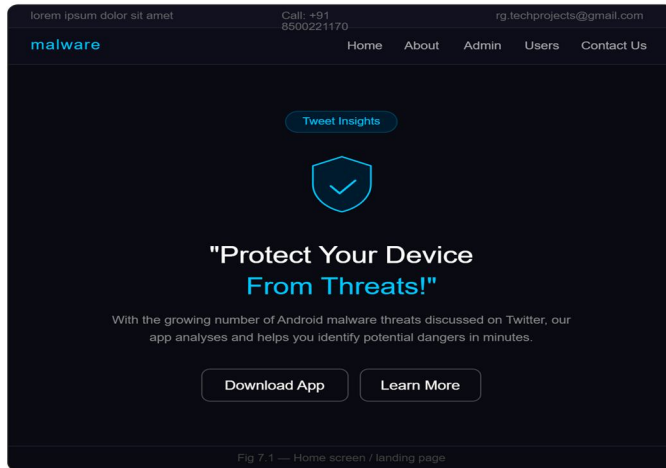 lorem ipsum dolor sit amet
Call: +91
8500221170
rg.techprojects@gmail.com
malware
Home About Admin Users Contact Us
Tweet Insights
"Protect Your Device
From Threats!"
With the growing number of Android malware threats discussed on Twitter, our
app analyses and helps you identify potential dangers in minutes.
Download App Learn More
Fig 7.1 — Home screen / landing page